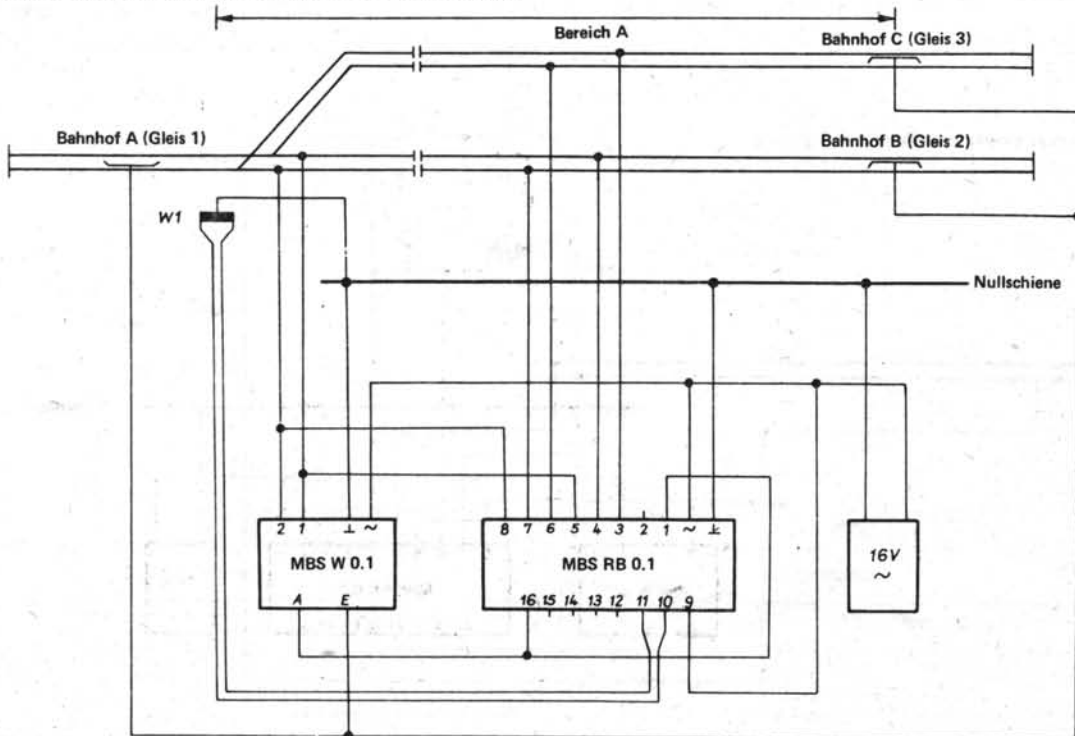 Bereich A
Bahnhof C (Gleis 3)
Bahnhof A (Gleis 1)
Bahnhof B (Gleis 2)
W1
Nullschiene
2 1 ⊥ ~
MBS W 0.1
A E
8 7 6 5 4 3 2 1 ~ ⊥
MBS RB 0.1
16 15 14 13 12 11 10 9
16V
~